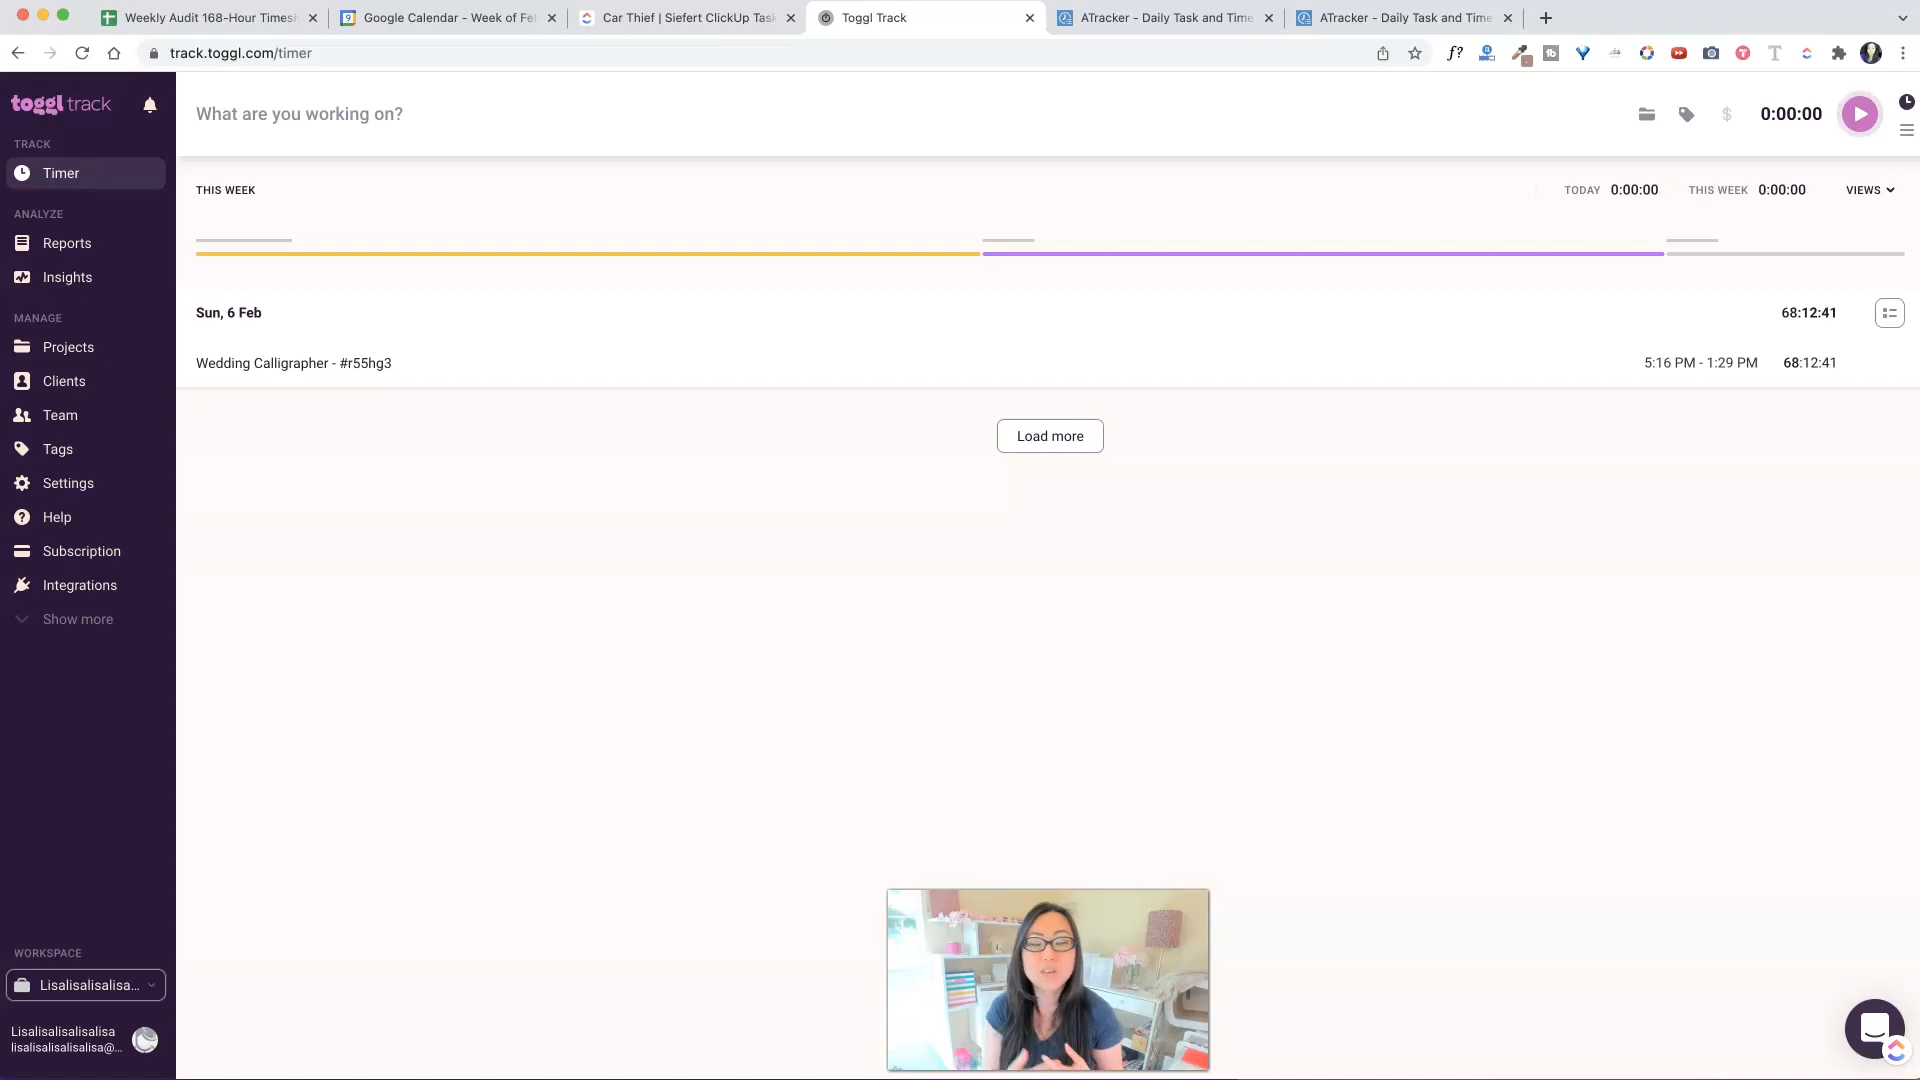 Weekly Audit 168-Hour Timesh
Google Calendar - Week of Fe
Car Thief | Siefert ClickUp Tas
Toggl Track
ATracker - Daily Task and Time
ATracker - Daily Task and Time
track.toggl.com/timer
f?
toggl track
What are you working on?
$
0:00:00
TRACK
Timer
THIS WEEK
TODAY 0:00:00
THIS WEEK 0:00:00
VIEWS
ANALYZE
Reports
Insights
MANAGE
Projects
Clients
Team
Tags
Settings
Help
Subscription
Integrations
Show more
Sun, 6 Feb
68:12:41
Wedding Calligrapher - #r55hg3
5:16 PM - 1:29 PM
68:12:41
Load more
WORKSPACE
Lisalisalisalisa...
Lisalisalisalisalisa
lisalisalisalisalisa@...